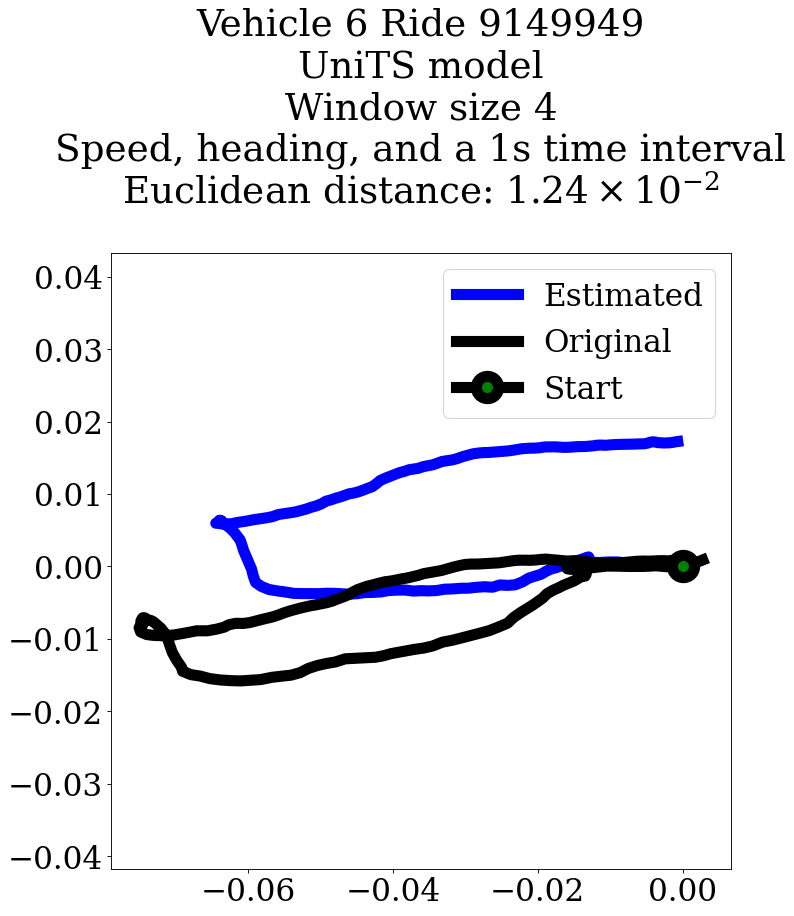 Vehicle 6 Ride 9149949
UniTS model
Window size 4
Speed, heading, and a 1s time interval
Euclidean distance: 1.24 × 10⁻²
Estimated
Original
Start
0.04
0.03
0.02
0.01
0.00
−0.01
−0.02
−0.03
−0.04
−0.06
−0.04
−0.02
0.00